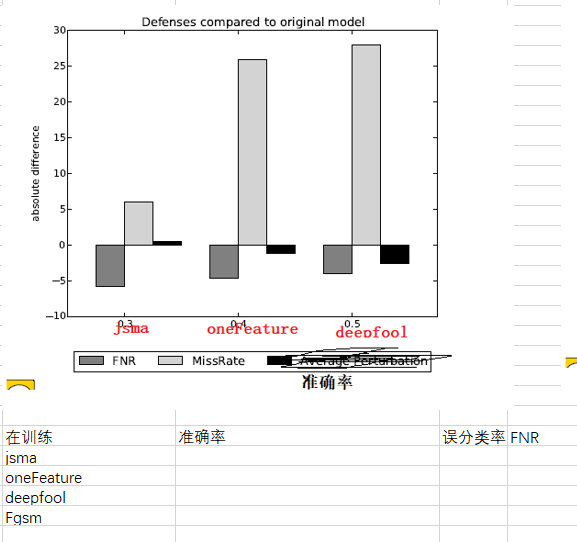 Defenses compared to original model
30
25
20
15
10
5
0
−5
−10
absolute difference
0.3 0.4 0.5
jsma oneFeature deepfool
FNR MissRate Average Perturbation
准确率
在训练 准确率 误分类率 FNR
jsma
oneFeature
deepfool
Fgsm